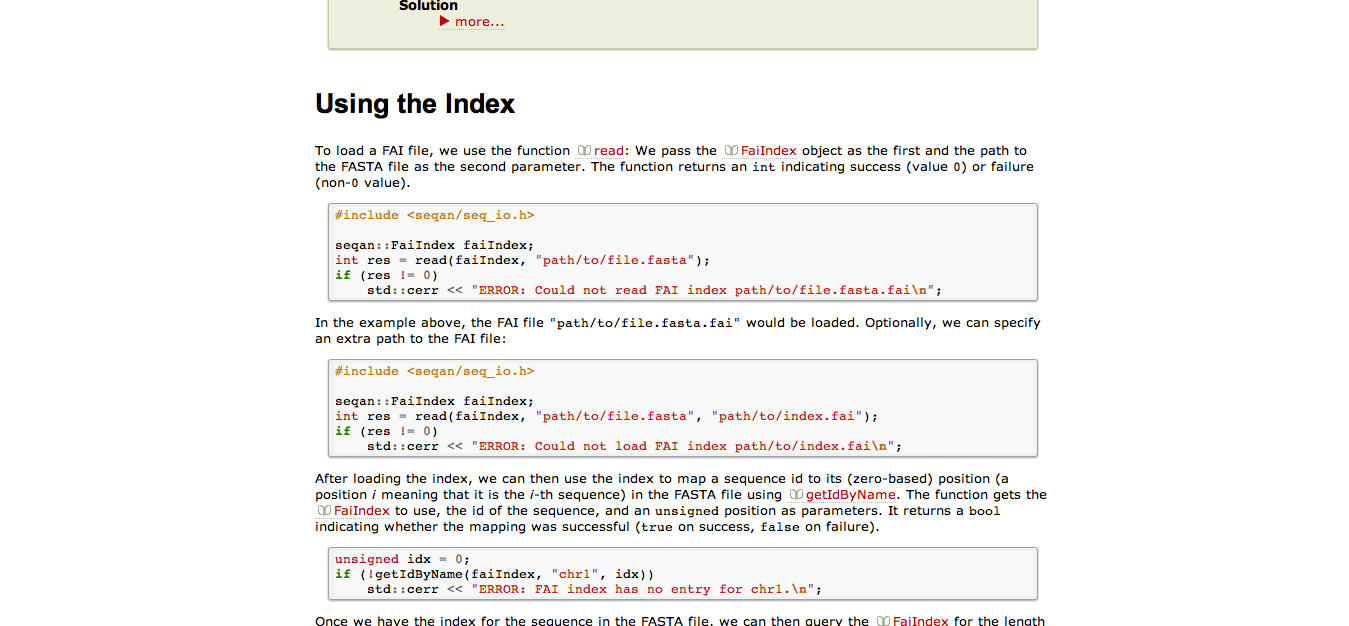 Solution
more...
Using the Index
To load a FAI file, we use the function read: We pass the FaiIndex object as the first and the path to
the FASTA file as the second parameter. The function returns an int indicating success (value 0) or failure
(non-0 value).
#include <seqan/seq_io.h>
seqan::FaiIndex faiIndex;
int res = read(faiIndex, "path/to/file.fasta");
if (res != 0)
    std::cerr << "ERROR: Could not read FAI index path/to/file.fasta.fai\n";
In the example above, the FAI file "path/to/file.fasta.fai" would be loaded. Optionally, we can specify
an extra path to the FAI file:
#include <seqan/seq_io.h>
seqan::FaiIndex faiIndex;
int res = read(faiIndex, "path/to/file.fasta", "path/to/index.fai");
if (res != 0)
    std::cerr << "ERROR: Could not load FAI index path/to/index.fai\n";
After loading the index, we can then use the index to map a sequence id to its (zero-based) position (a
position i meaning that it is the i-th sequence) in the FASTA file using getIdByName. The function gets the
FaiIndex to use, the id of the sequence, and an unsigned position as parameters. It returns a bool
indicating whether the mapping was successful (true on success, false on failure).
unsigned idx = 0;
if (!getIdByName(faiIndex, "chr1", idx))
    std::cerr << "ERROR: FAI index has no entry for chr1.\n";
Once we have the index for the sequence in the FASTA file, we can then query the FaiIndex for the length